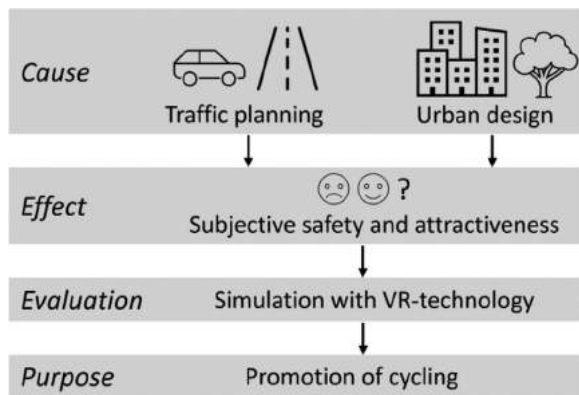 Cause
Traffic planning Urban design
Effect
?
Subjective safety and attractiveness
Evaluation Simulation with VR-technology
Purpose Promotion of cycling